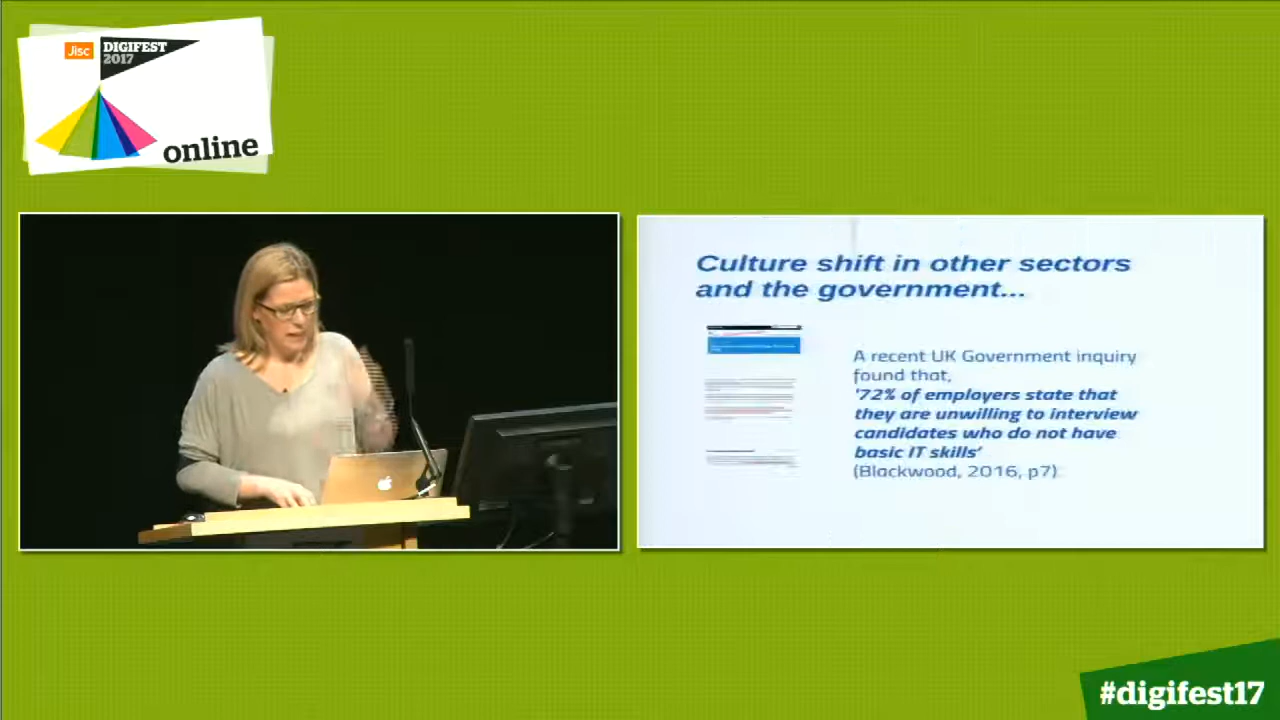 Jisc
DIGIFEST
2017
online
Culture shift in other sectors
and the government...
A recent UK Government inquiry
found that,
'72% of employers state that
they are unwilling to interview
candidates who do not have
basic IT skills'
(Blackwood, 2016, p7)
#digifest17